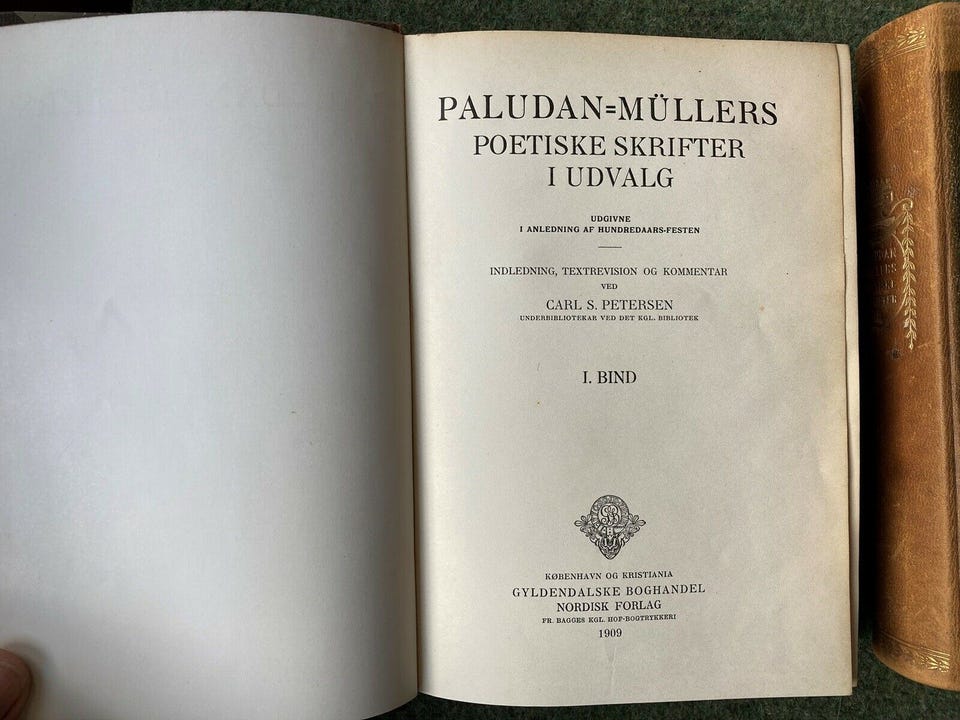 PALUDAN=MÜLLERS
POETISKE SKRIFTER
I UDVALG
UDGIVNE
I ANLEDNING AF HUNDREDAARS-FESTEN
INDLEDNING, TEXTREVISION OG KOMMENTAR
VED
CARL S. PETERSEN
UNDERBIBLIOTEKAR VED DET KGL. BIBLIOTEK
I. BIND
KØBENHAVN OG KRISTIANIA
GYLDENDALSKE BOGHANDEL
NORDISK FORLAG
FR. BAGGES KGL. HOF-BOGTRYKKERI
1909